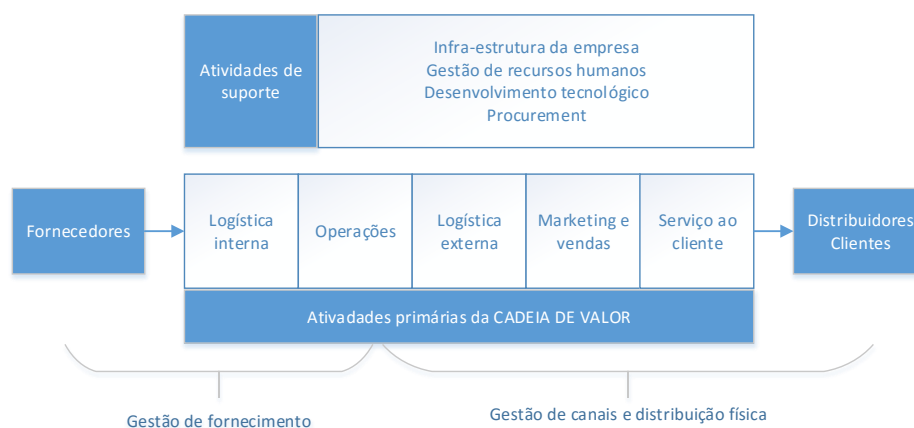 Atividades de
suporte
Infra-estrutura da empresa
Gestão de recursos humanos
Desenvolvimento tecnológico
Procurement
Fornecedores
Logística
interna
Operações
Logística
externa
Marketing e
vendas
Serviço ao
cliente
Distribuidores
Clientes
Ativadades primárias da CADEIA DE VALOR
Gestão de fornecimento
Gestão de canais e distribuição física